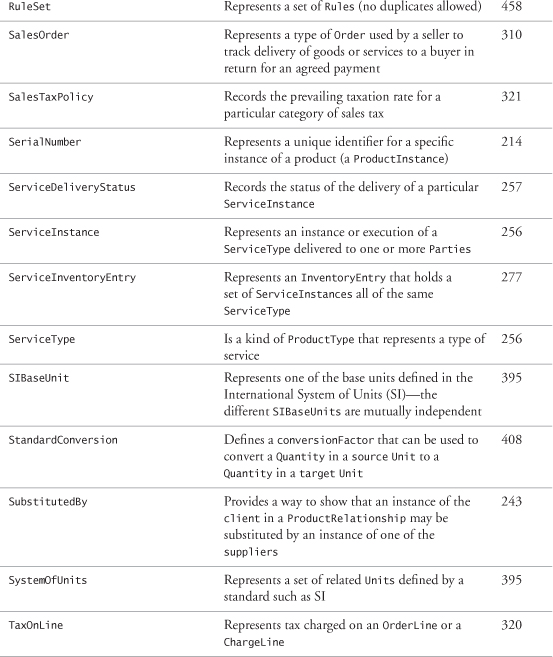 RuleSet Represents a set of Rules (no duplicates allowed) 458
SalesOrder Represents a type of Order used by a seller to 310
track delivery of goods or services to a buyer in
return for an agreed payment
SalesTaxPolicy Records the prevailing taxation rate for a 321
particular category of sales tax
SerialNumber Represents a unique identifier for a specific 214
instance of a product (a ProductInstance)
ServiceDeliveryStatus Records the status of the delivery of a particular 257
ServiceInstance
ServiceInstance Represents an instance or execution of a 256
ServiceType delivered to one or more Parties
ServiceInventoryEntry Represents an InventoryEntry that holds a 277
set of ServiceInstances all of the same
ServiceType
ServiceType Is a kind of ProductType that represents a type of 256
service
SIBaseUnit Represents one of the base units defined in the 395
International System of Units (SI)—the
different SIBaseUnits are mutually independent
StandardConversion Defines a conversionFactor that can be used to 408
convert a Quantity in a source Unit to a
Quantity in a target Unit
SubstitutedBy Provides a way to show that an instance of the 243
client in a ProductRelationship may be
substituted by an instance of one of the
suppliers
SystemOfUnits Represents a set of related Units defined by a 395
standard such as SI
TaxOnLine Represents tax charged on an OrderLine or a 320
ChargeLine